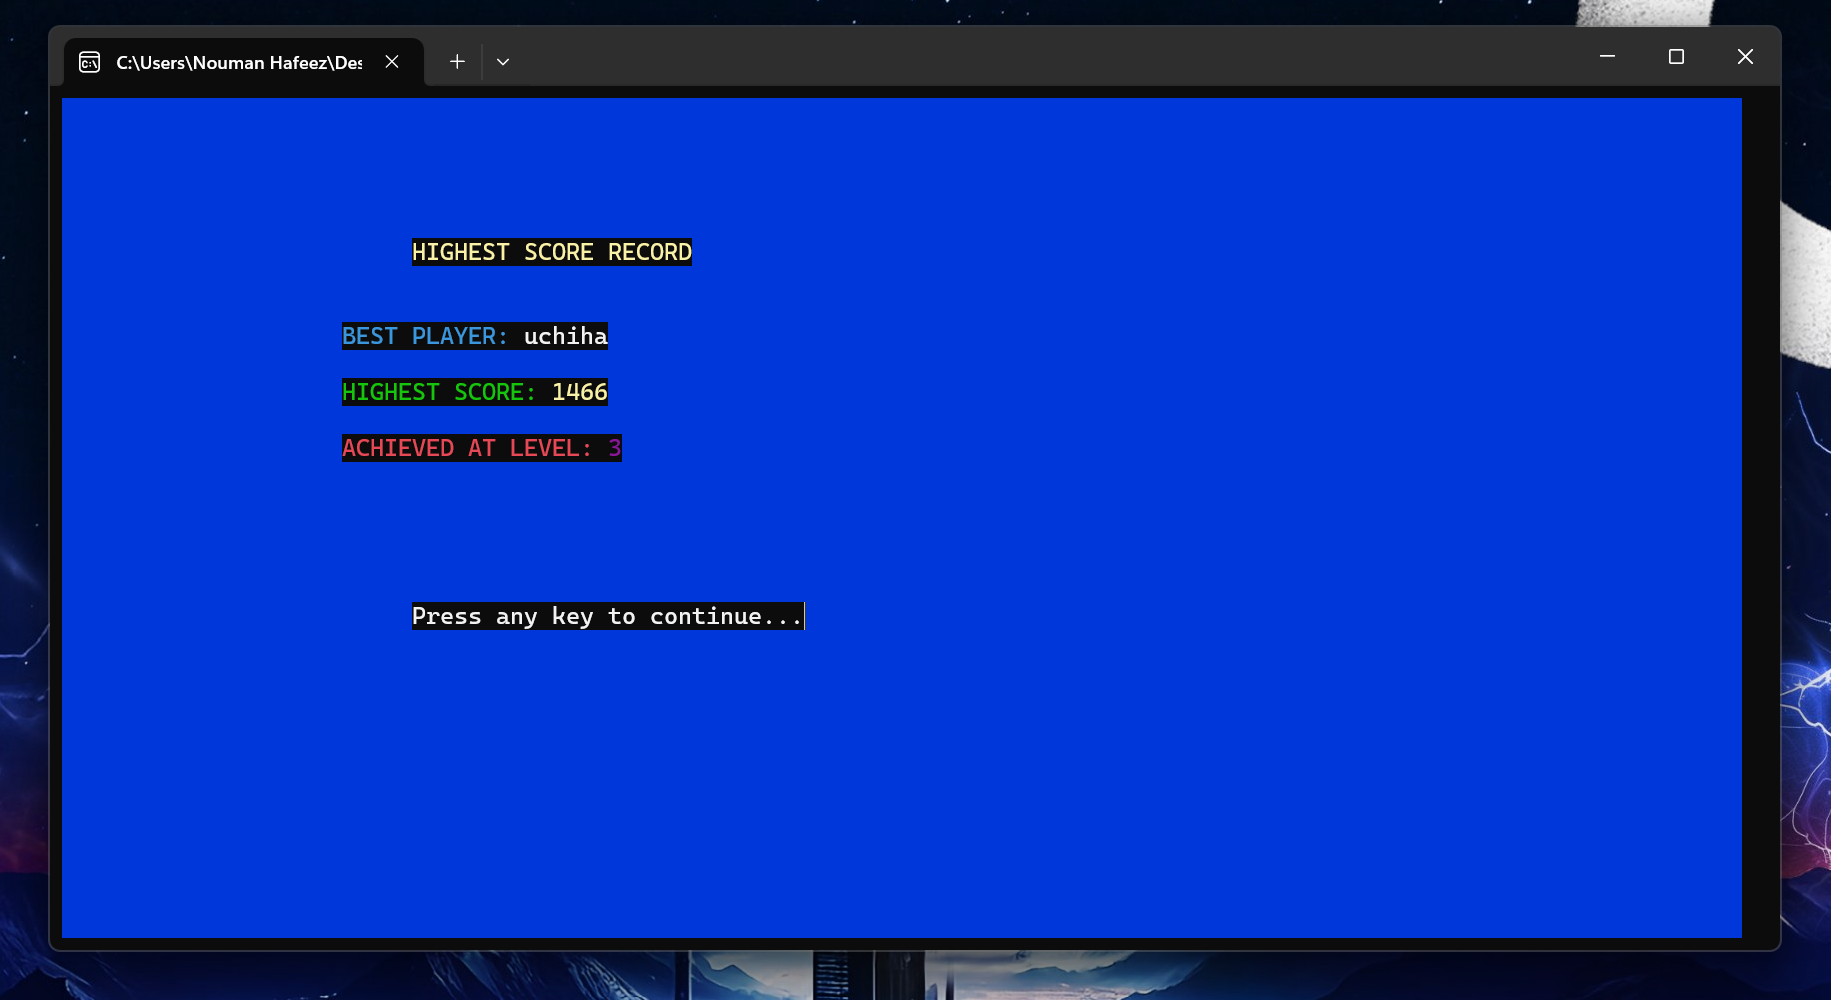 C:\Users\Nouman Hafeez\Des
HIGHEST SCORE RECORD
BEST PLAYER: uchiha
HIGHEST SCORE: 1466
ACHIEVED AT LEVEL: 3
Press any key to continue...